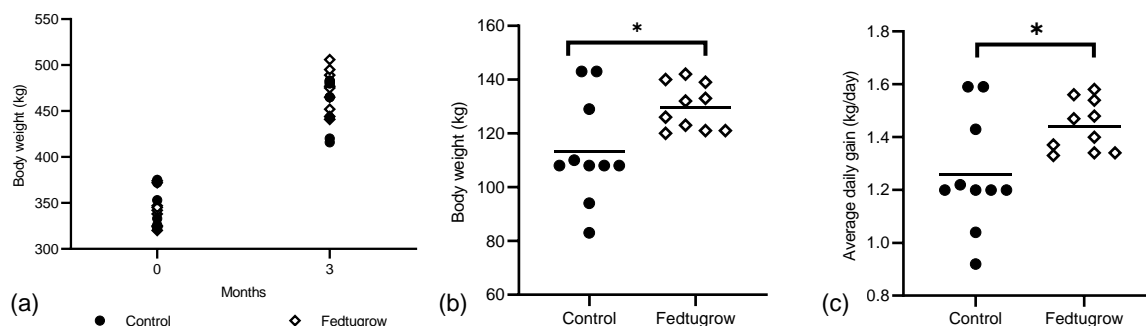 550
500
450
400
350
300
Body weight (kg)
0 3
Months
(a)
Control Fedtugrow
*
160
140
120
100
80
60
Body weight (kg)
Control Fedtugrow
(b)
*
1.8
1.6
1.4
1.2
1.0
0.8
Average daily gain (kg/day)
Control Fedtugrow
(c)